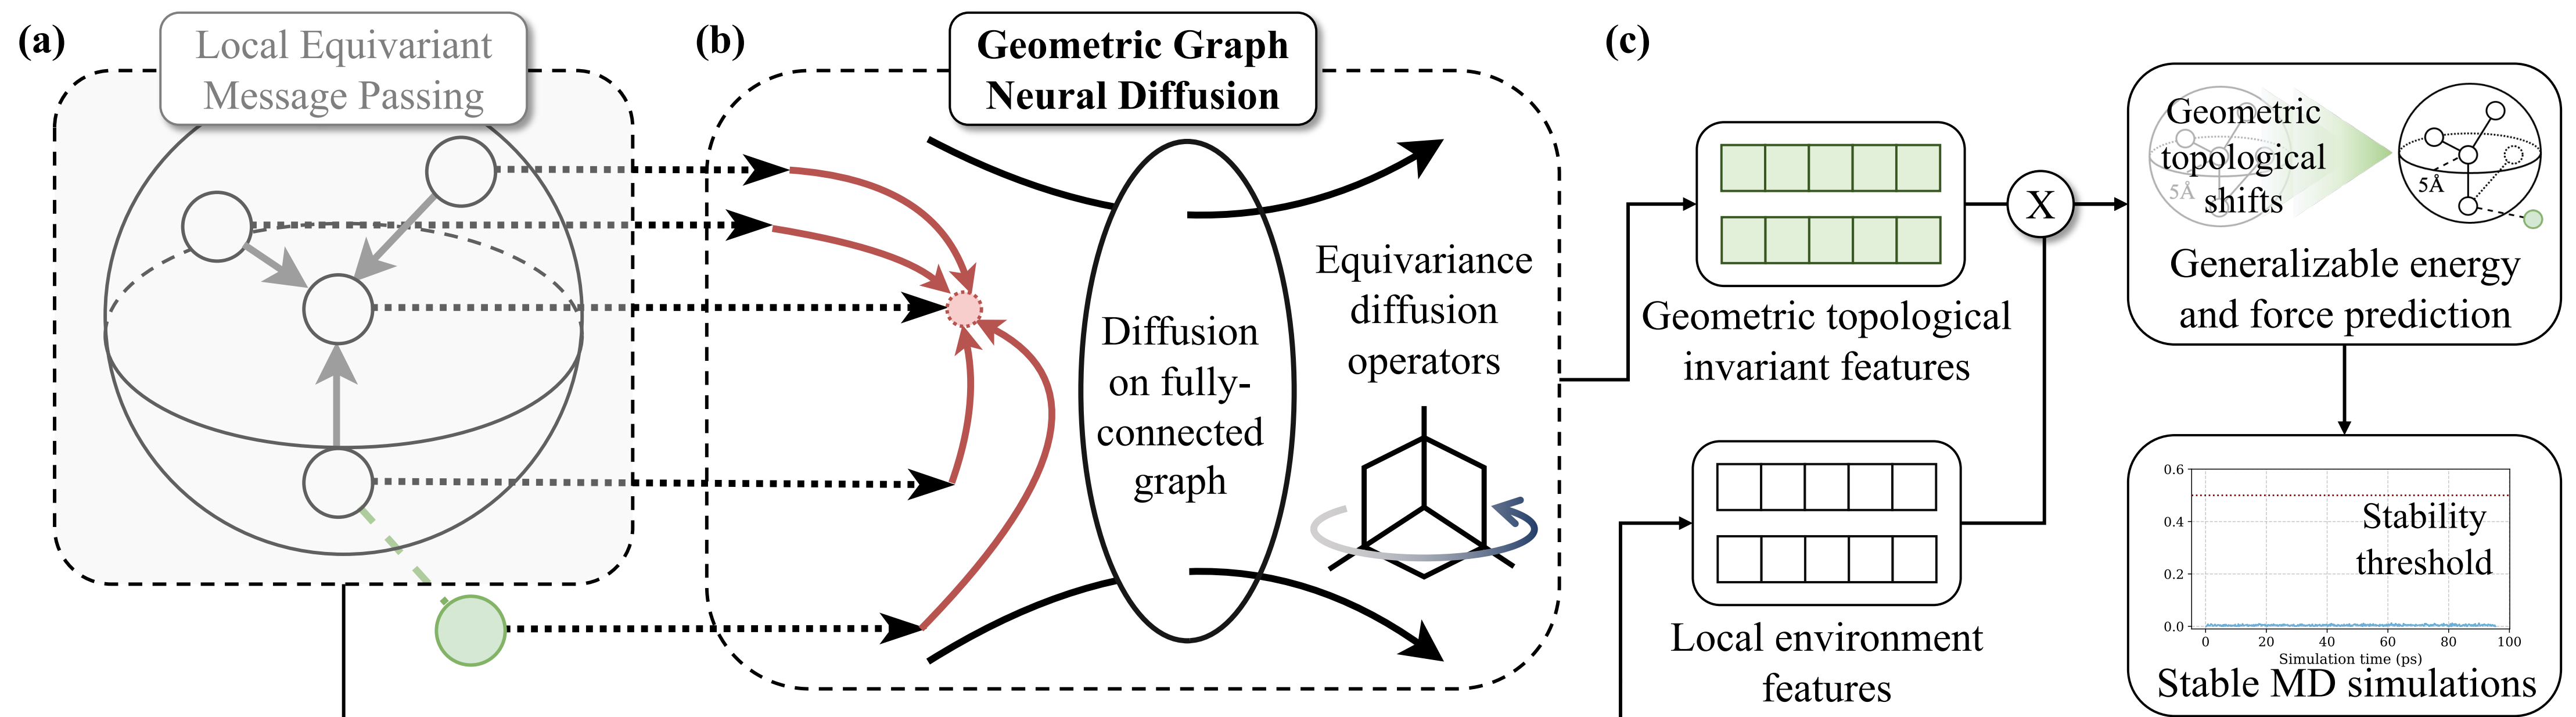 (a)
Local Equivariant
Message Passing
(b)
Geometric Graph
Neural Diffusion
Diffusion
on fully-
connected
graph
Equivariance
diffusion
operators
(c)
Geometric topological
invariant features
Local environment
features
X
Geometric
topological
shifts
5Å
5Å
Generalizable energy
and force prediction
0.6
0.4
0.2
0.0
Stability
threshold
0 20 40 60 80 100
Simulation time (ps)
Stable MD simulations